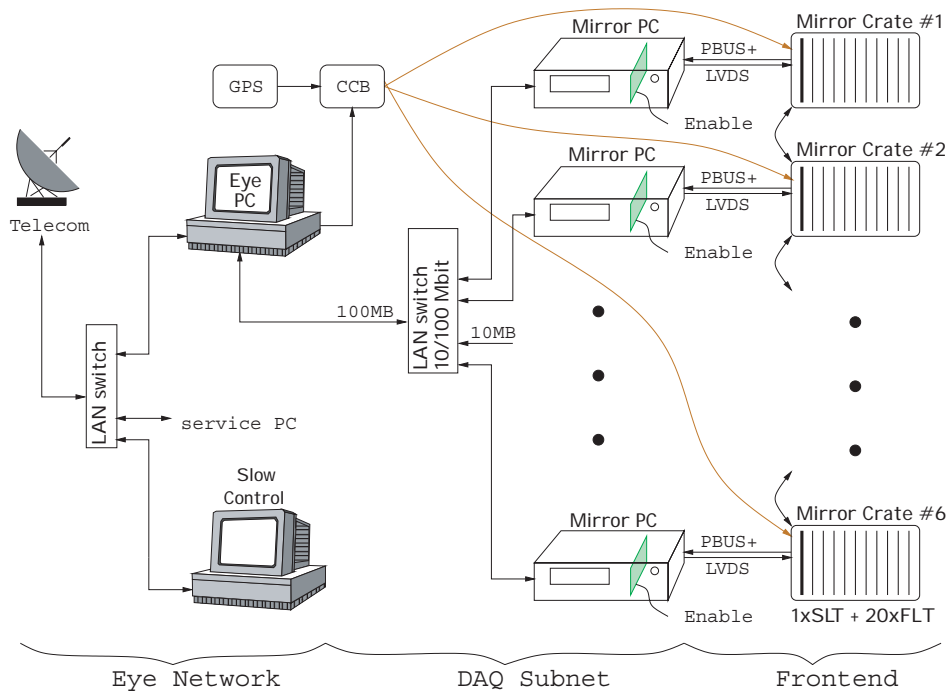 Mirror PC
Mirror Crate #1
PBUS+
LVDS
GPS
CCB
Enable
Mirror PC
Mirror Crate #2
PBUS+
LVDS
Eye
PC
Telecom
Enable
100MB
LAN switch
10/100 Mbit
10MB
LAN switch
service PC
Slow
Control
Mirror PC
Mirror Crate #6
PBUS+
LVDS
Enable
1xSLT + 20xFLT
Eye Network
DAQ Subnet
Frontend